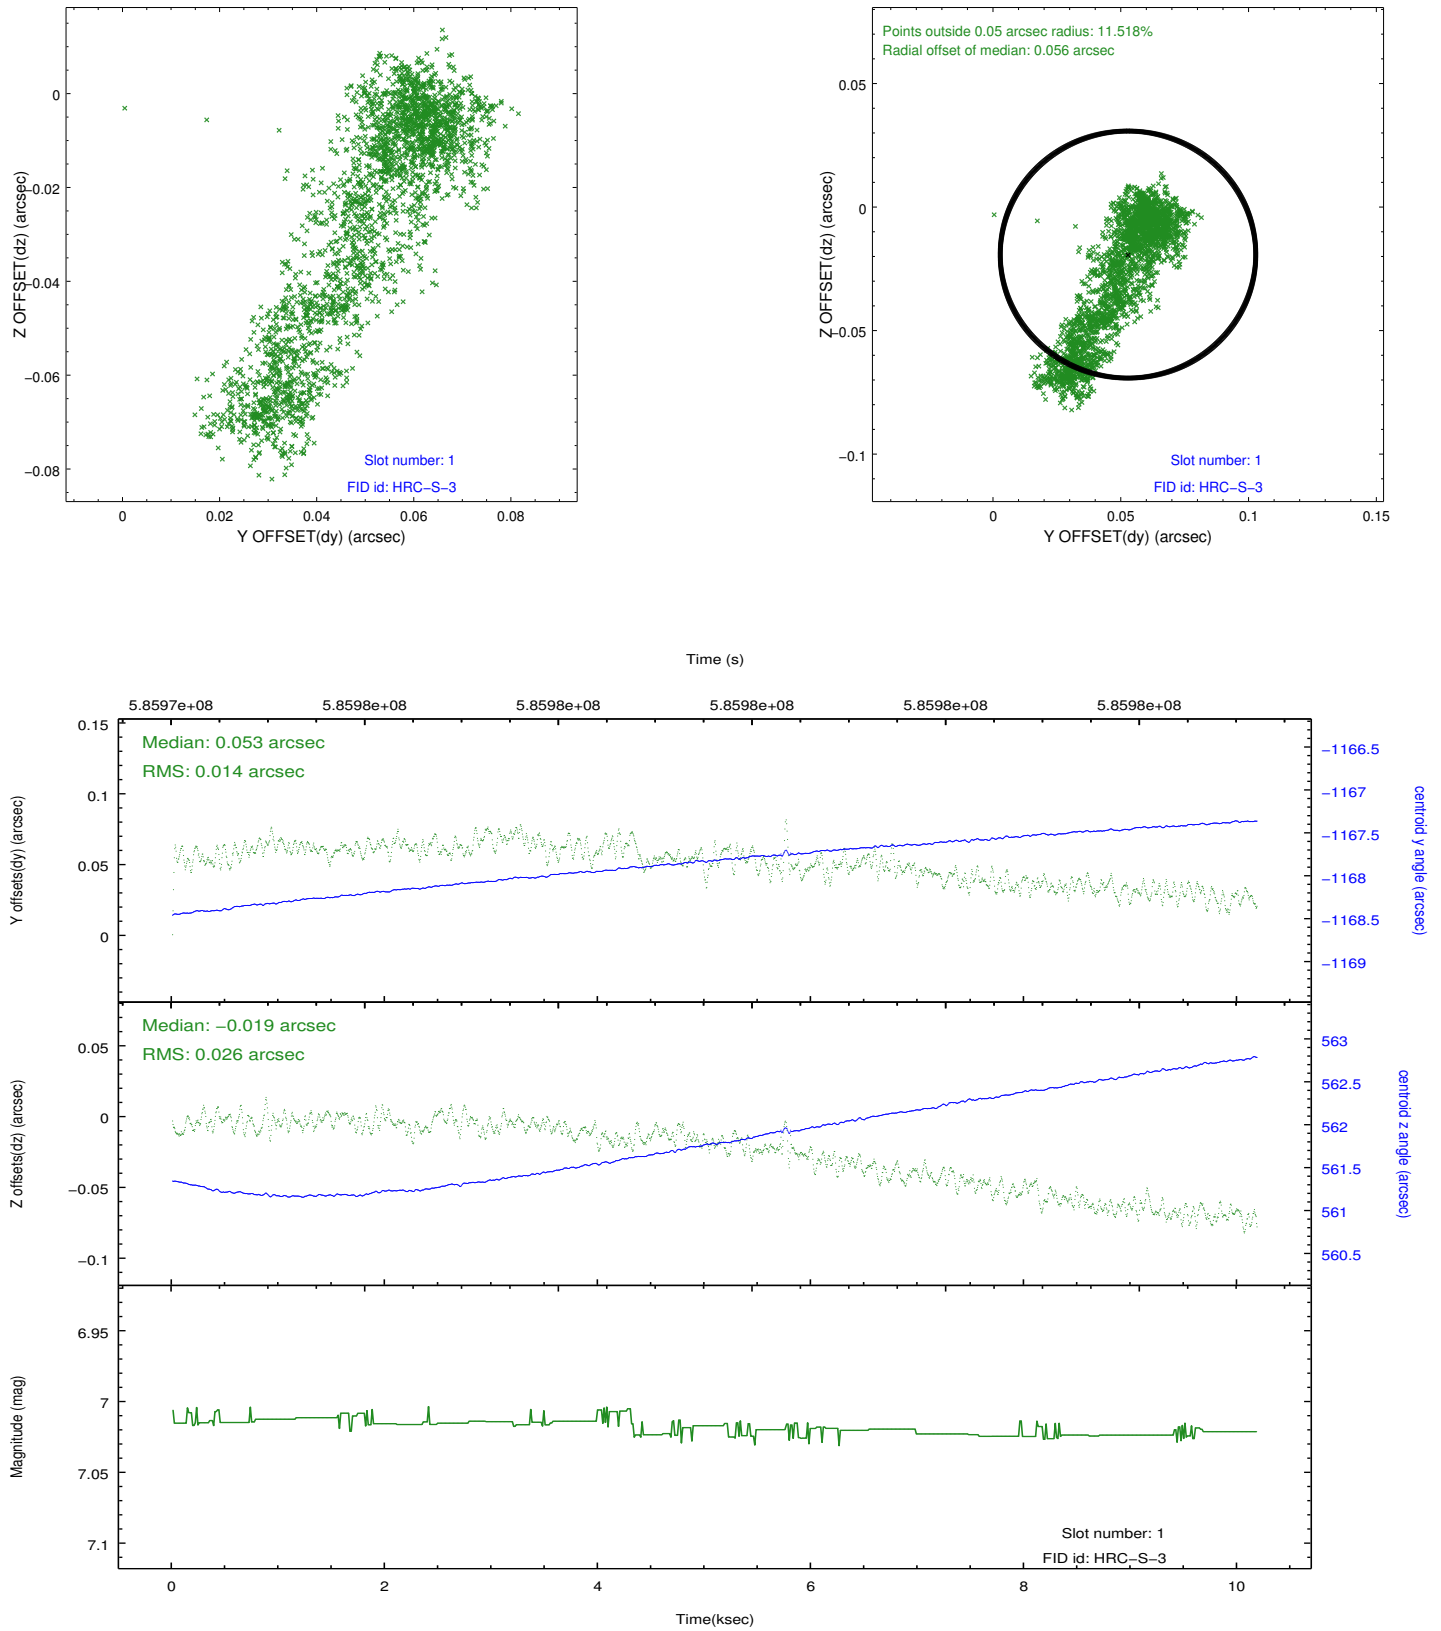 0
−0.02
−0.04
−0.06
−0.08
Z OFFSET(dz) (arcsec)
Slot number: 1
FID id: HRC−S−3
0 0.02 0.04 0.06 0.08
Y OFFSET(dy) (arcsec)
Points outside 0.05 arcsec radius: 11.518%
Radial offset of median: 0.056 arcsec
0.05
0
−0.05
−0.1
Z OFFSET(dz) (arcsec)
Slot number: 1
FID id: HRC−S−3
0 0.05 0.1 0.15
Y OFFSET(dy) (arcsec)
Time (s)
5.8597e+08 5.8598e+08 5.8598e+08 5.8598e+08 5.8598e+08 5.8598e+08
Median: 0.053 arcsec
RMS: 0.014 arcsec
0.15
0.1
0.05
0
Y offsets(dy) (arcsec)
−1166.5
−1167
−1167.5
−1168
−1168.5
−1169
centroid y angle (arcsec)
Median: −0.019 arcsec
RMS: 0.026 arcsec
0.05
0
−0.05
−0.1
Z offsets(dz) (arcsec)
563
562.5
562
561.5
561
560.5
centroid z angle (arcsec)
6.95
7
7.05
7.1
Magnitude (mag)
Slot number: 1
FID id: HRC−S−3
0 2 4 6 8 10
Time(ksec)